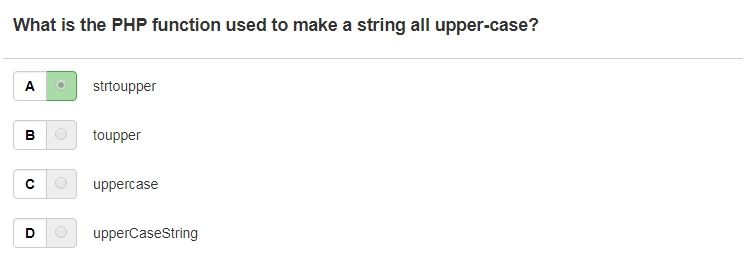 What is the PHP function used to make a string all upper-case?
A strtoupper
B toupper
C uppercase
D upperCaseString